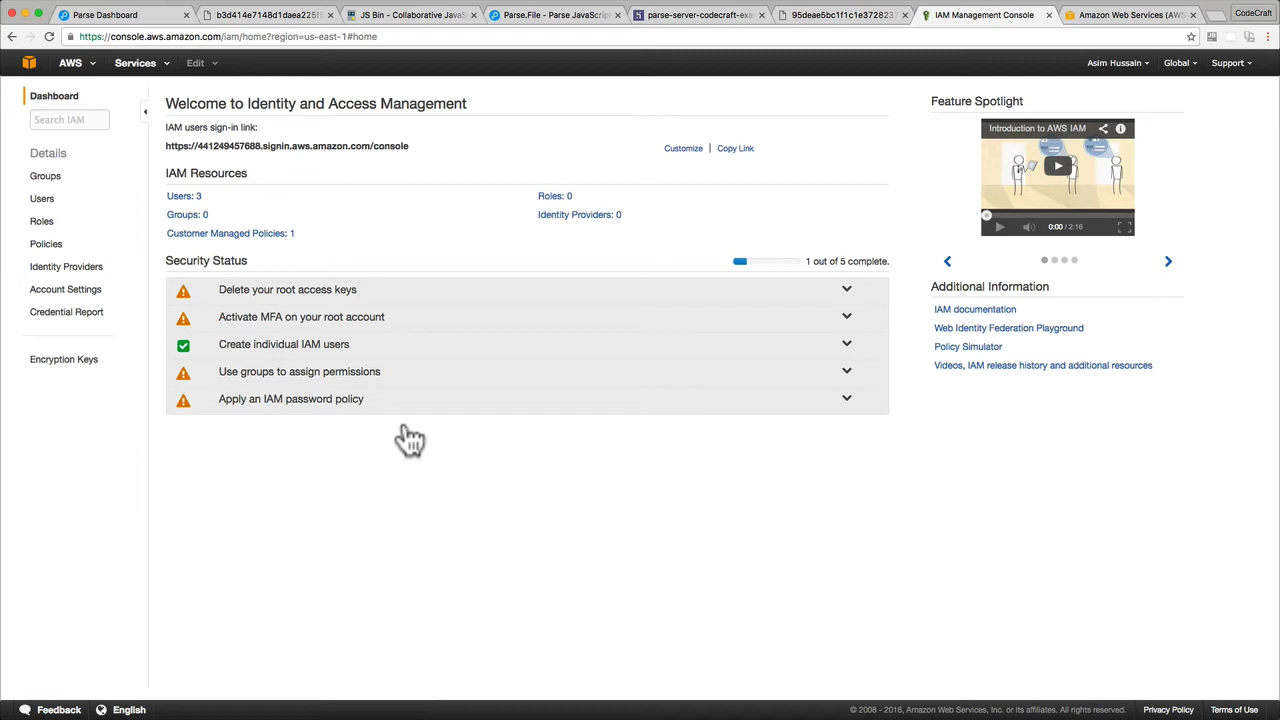 Parse Dashboard
b3d414e7148d1daea225f
JS Bin - Collaborative JavaS
Parse.File - Parse JavaScrip
parse-server-codecraft-exa
95deae5bc1f1c1e3728237
IAM Management Console
Amazon Web Services (AWS
CodeCraft
https://console.aws.amazon.com/iam/home?region=us-east-1#home
AWS
Services
Edit
Asim Hussain
Global
Support
Dashboard
Search IAM
Details
Groups
Users
Roles
Policies
Identity Providers
Account Settings
Credential Report
Encryption Keys
Welcome to Identity and Access Management
IAM users sign-in link:
https://441249457688.signin.aws.amazon.com/console
Customize | Copy Link
IAM Resources
Users: 3
Roles: 0
Groups: 0
Identity Providers: 0
Customer Managed Policies: 1
Security Status
1 out of 5 complete.
Delete your root access keys
Activate MFA on your root account
Create individual IAM users
Use groups to assign permissions
Apply an IAM password policy
Feature Spotlight
Introduction to AWS IAM
0:00 / 2:16
Additional Information
IAM documentation
Web Identity Federation Playground
Policy Simulator
Videos, IAM release history and additional resources
Feedback
English
© 2008 - 2016, Amazon Web Services, Inc. or its affiliates. All rights reserved.
Privacy Policy
Terms of Use